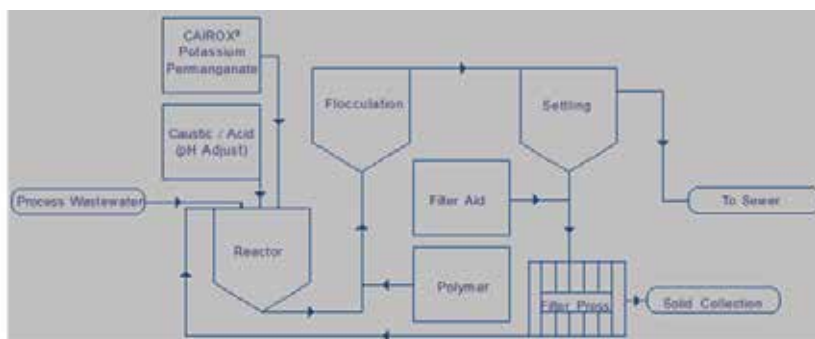 CAIROX®
Potassium
Permanganate
Flocculation
Settling
Caustic / Acid
(pH Adjust)
Filter Aid
Process Wastewater
To Sewer
Reactor
Polymer
Filter Press
Solid Collection